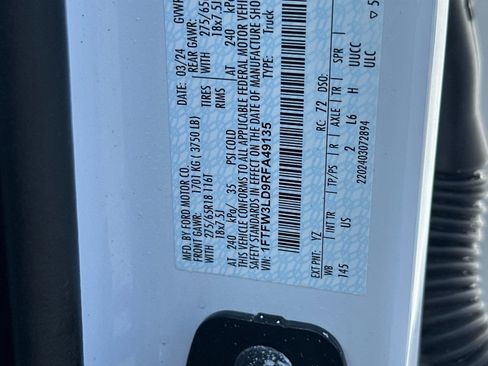 MFD. BY FORD MOTOR CO.
03/24 GVWR
FRONT GAWR: 1701 KG ( 3750 LB) REAR GAWR:
275/65R18 116T TIRES WITH 275/65
18x7.5J RIMS 18x7.5J
AT 240 kPa/ 35 PSI COLD AT 240 kPa
THIS VEHICLE CONFORMS TO ALL APPLICABLE FEDERAL MOTOR VEHIC
SAFETY STANDARDS IN EFFECT ON THE DATE OF MANUFACTURE SHO
VIN: 1FTFW3LD9RFA49135 TYPE: Truck
EXT PNT: YZ RC: 72 DSO:
WB INT TR TP/PS R AXLE TR SPR
145 US 2 L6 H UUCC
2202403072894 ULC
▽ 5